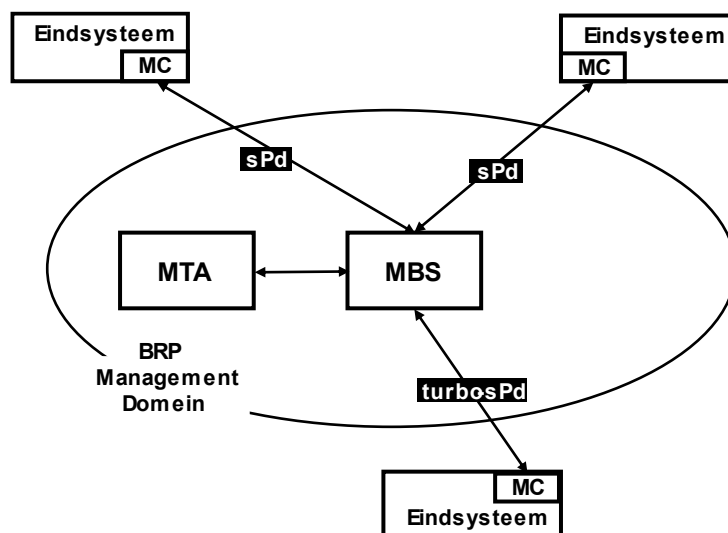 Eindsysteem
MC
Eindsysteem
MC
sPd
sPd
MTA
MBS
BRP
Management
Domein
turbosPd
MC
Eindsysteem